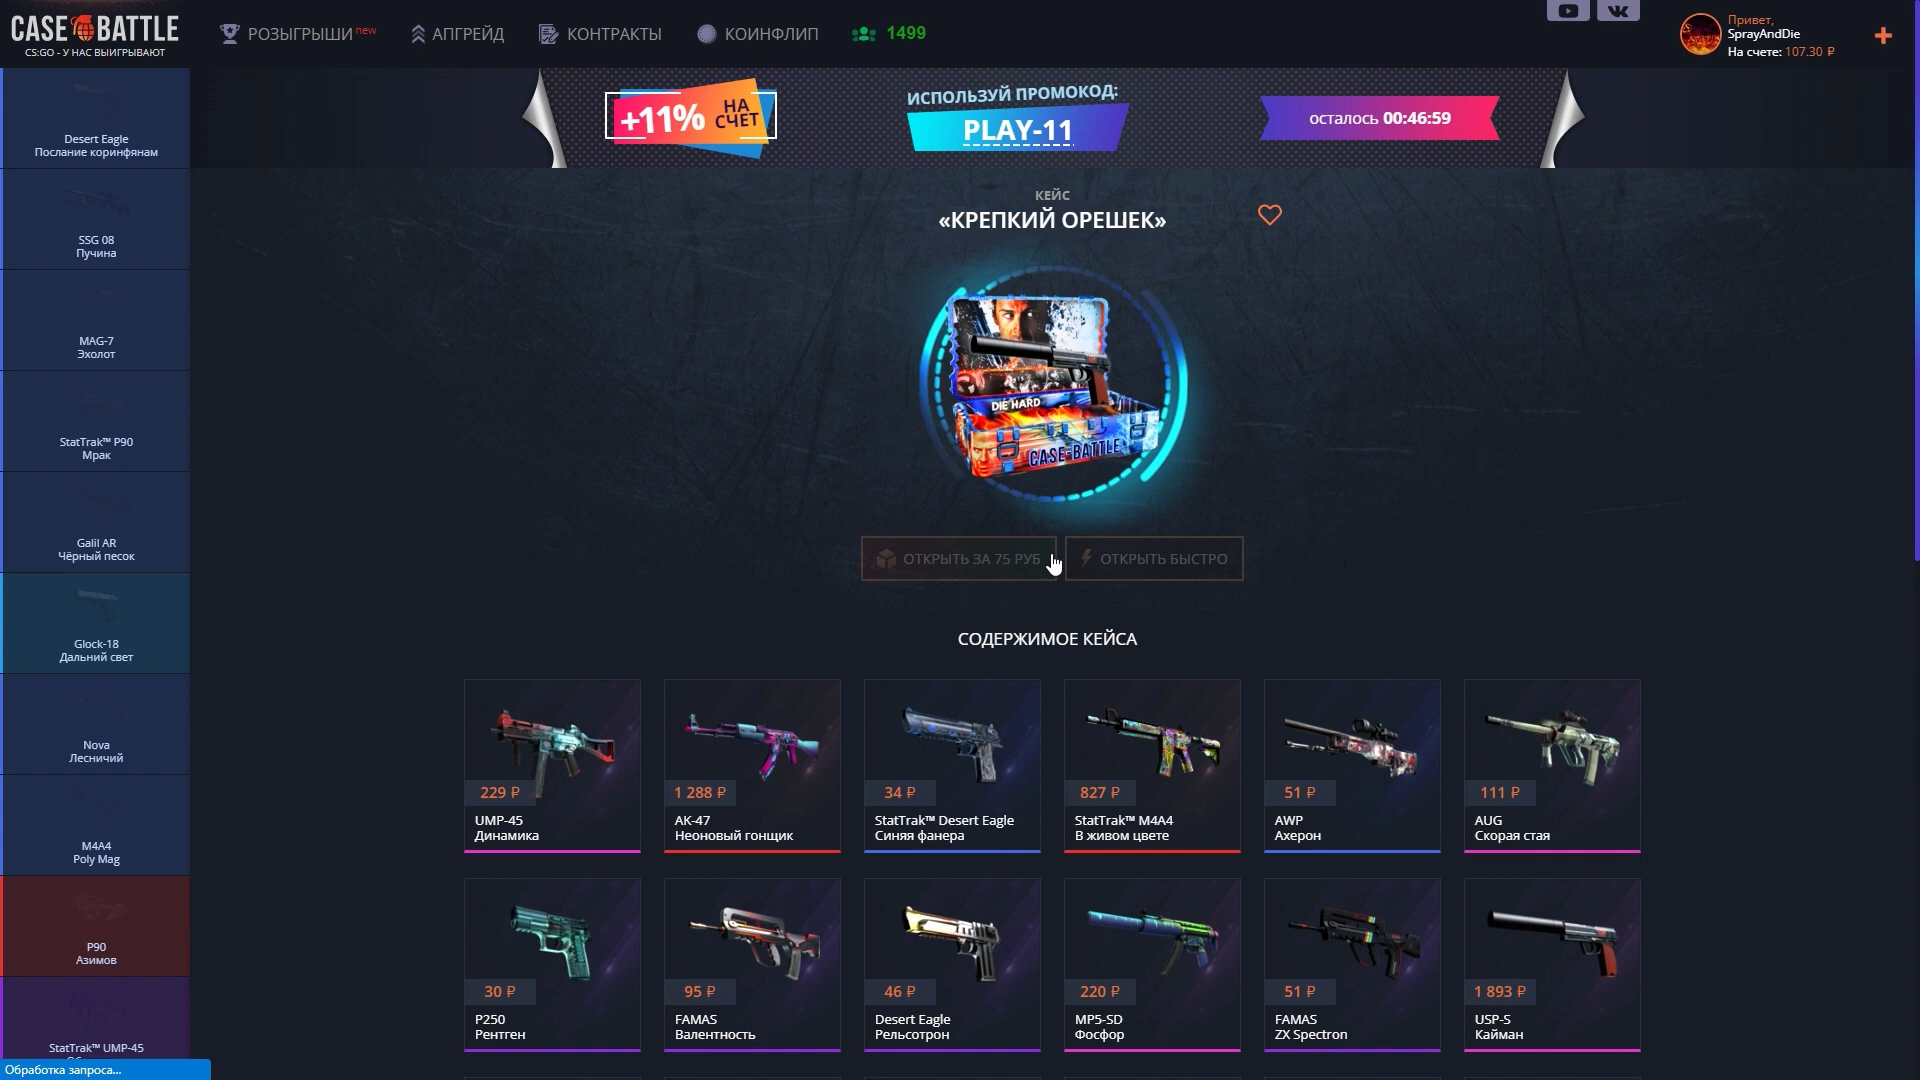 CASE BATTLE
CS:GO - У НАС ВЫИГРЫВАЮТ
РОЗЫГРЫШИ new
АПГРЕЙД
КОНТРАКТЫ
КОИНФЛИП
1499
Привет,
SprayAndDie
На счете: 107.30 ₽
+
+11% НА СЧЕТ
ИСПОЛЬЗУЙ ПРОМОКОД:
PLAY-11
осталось 00:46:59
Desert Eagle
Послание коринфянам
SSG 08
Пучина
MAG-7
Эхолот
StatTrak™ P90
Мрак
Galil AR
Чёрный песок
Glock-18
Дальний свет
Nova
Лесничий
M4A4
Poly Mag
P90
Азимов
StatTrak™ UMP-45
Обработка запроса...
КЕЙС
«КРЕПКИЙ ОРЕШЕК»
DIE HARD
CASE-BATTLE
ОТКРЫТЬ ЗА 75 РУБ
ОТКРЫТЬ БЫСТРО
СОДЕРЖИМОЕ КЕЙСА
229 ₽
UMP-45
Динамика
1 288 ₽
AK-47
Неоновый гонщик
34 ₽
StatTrak™ Desert Eagle
Синяя фанера
827 ₽
StatTrak™ M4A4
В живом цвете
51 ₽
AWP
Ахерон
111 ₽
AUG
Скорая стая
30 ₽
P250
Рентген
95 ₽
FAMAS
Валентность
46 ₽
Desert Eagle
Рельсотрон
220 ₽
MP5-SD
Фосфор
51 ₽
FAMAS
ZX Spectron
1 893 ₽
USP-S
Кайман